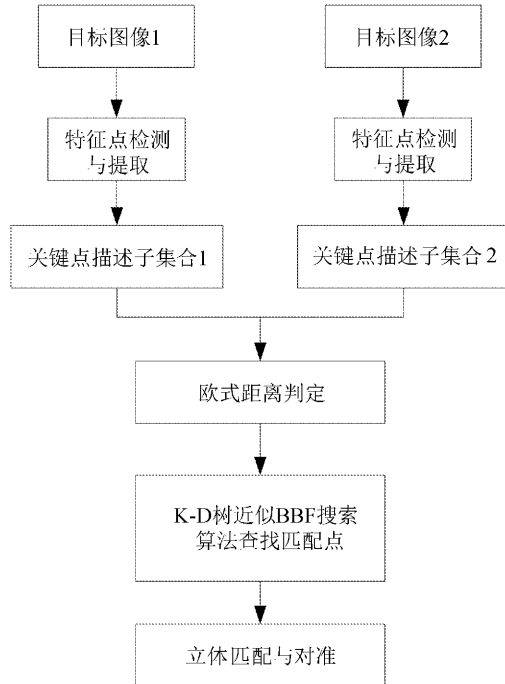 目标图像1
目标图像2
特征点检测
与提取
特征点检测
与提取
关键点描述子集合1
关键点描述子集合2
欧式距离判定
K-D树近似BBF搜索
算法查找匹配点
立体匹配与对准